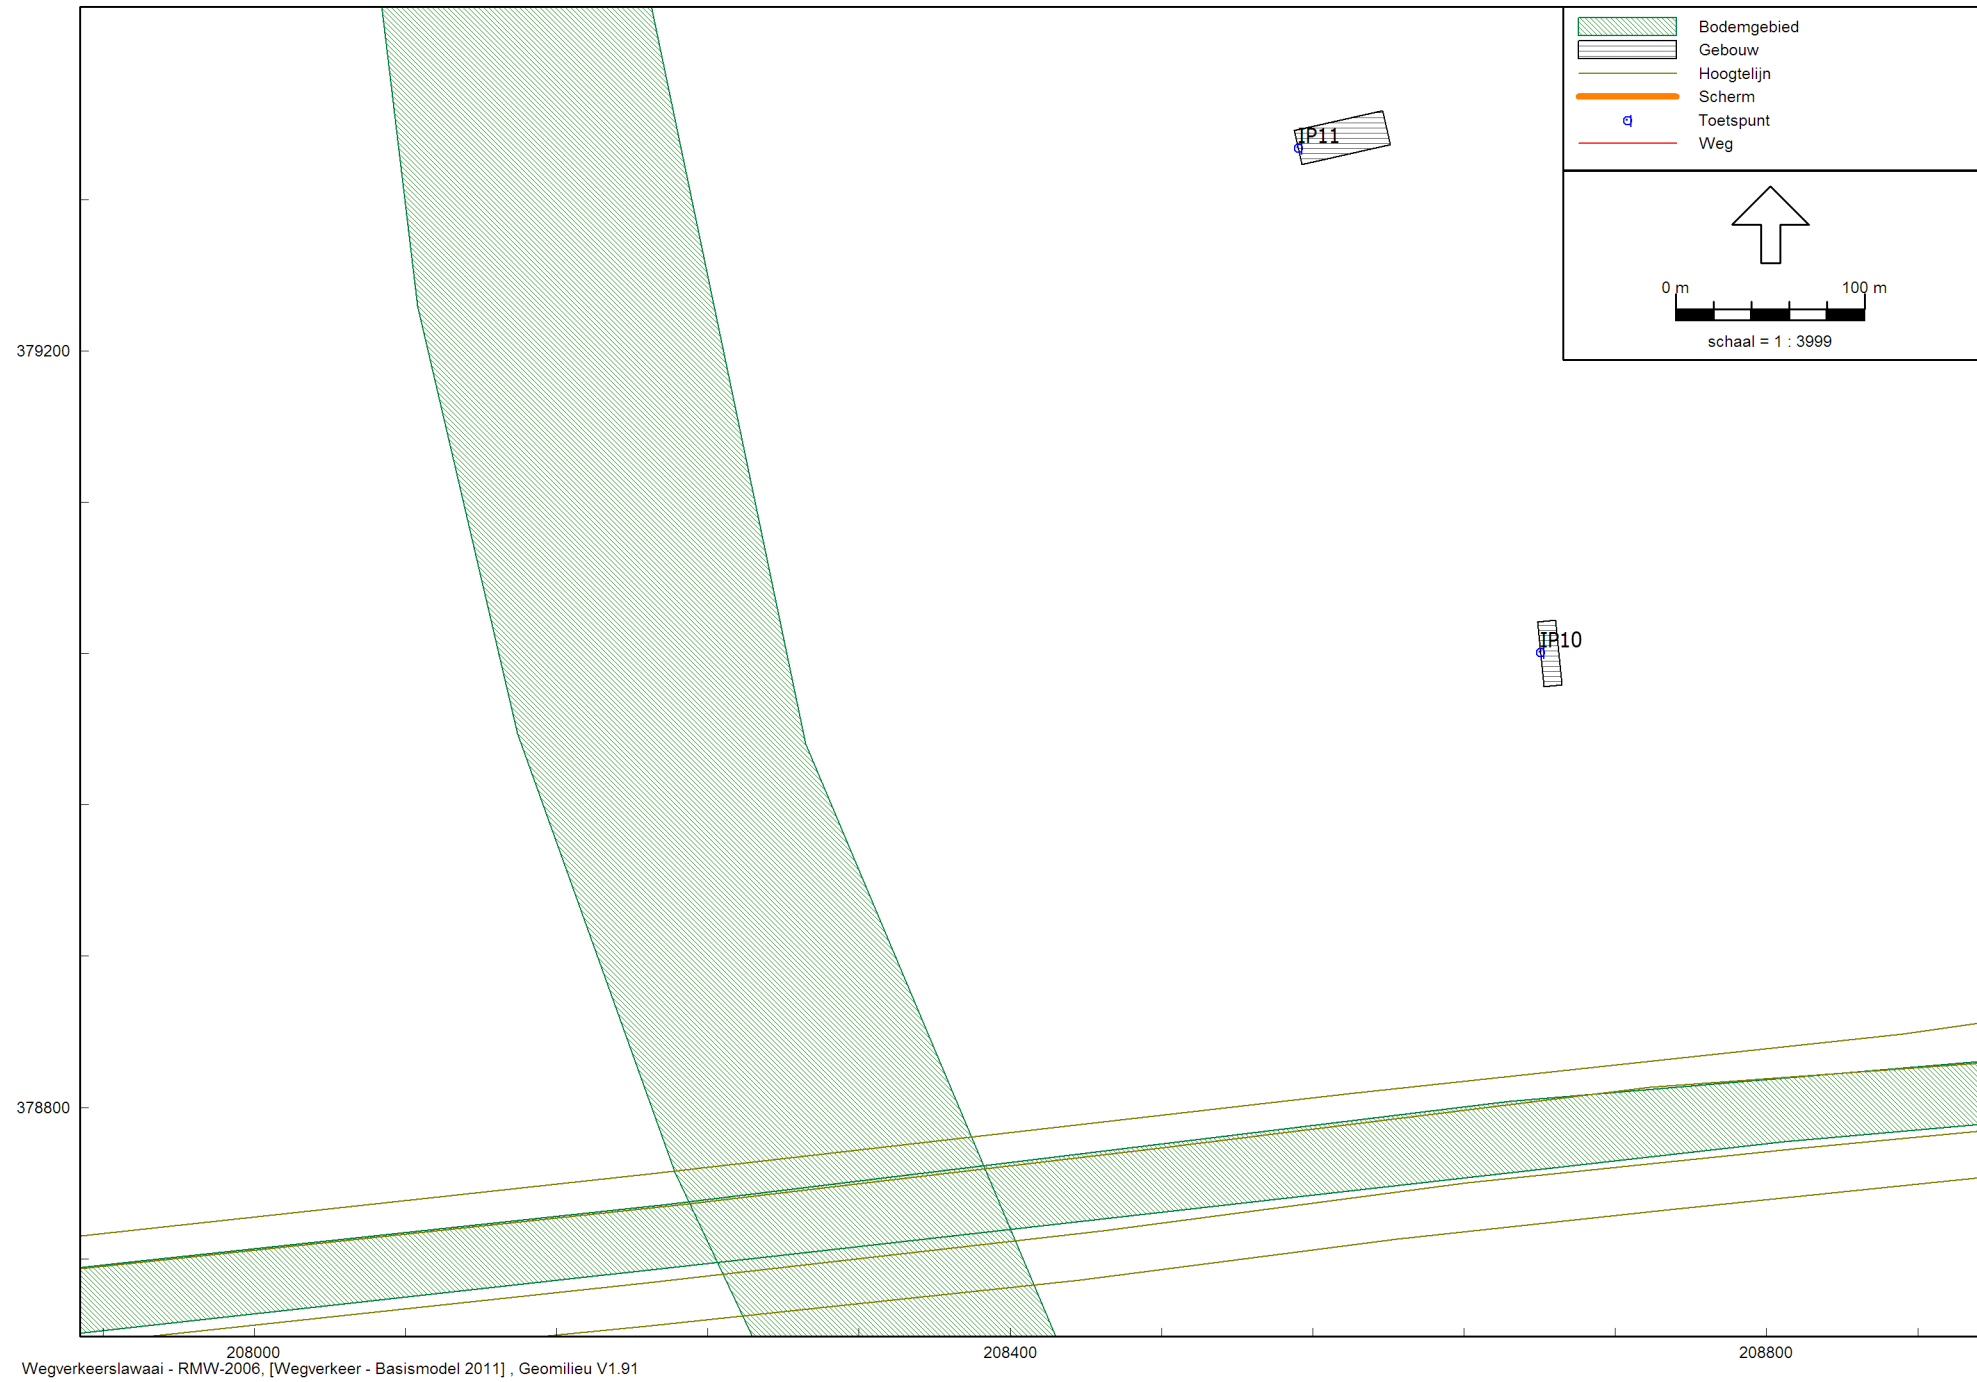 Bodemgebied
Gebouw
Hoogtelijn
Scherm
Toetspunt
Weg
0 m 100 m
schaal = 1 : 3999
IP11
379200
IP10
378800
208000 208400 208800
Wegverkeerslawaai - RMW-2006, [Wegverkeer - Basismodel 2011] , Geomilieu V1.91